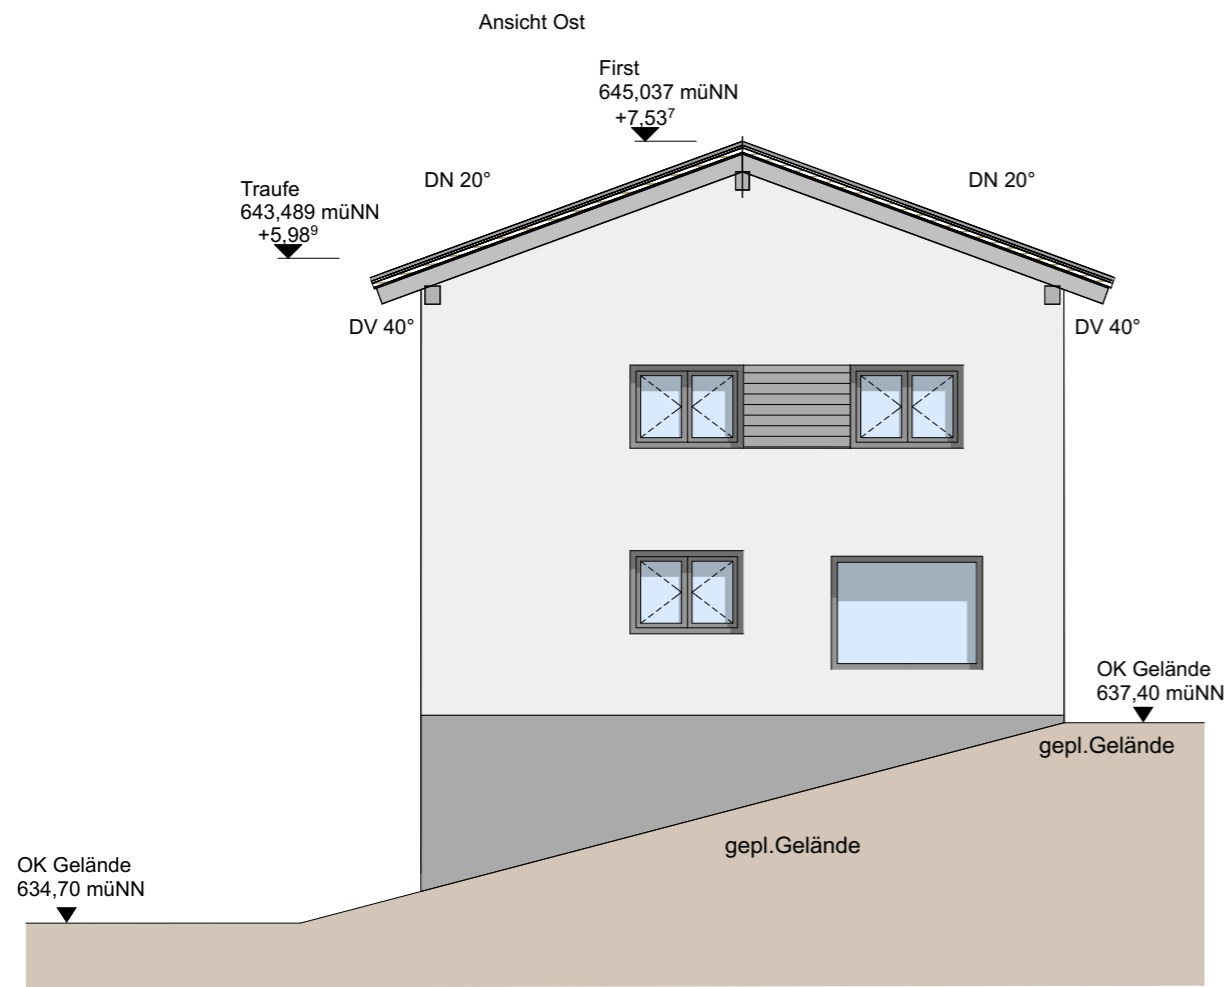 Ansicht Ost
First
645,037 müNN
+7,53⁷
DN 20°
DN 20°
Traufe
643,489 müNN
+5,98⁹
DV 40°
DV 40°
OK Gelände
637,40 müNN
gepl.Gelände
gepl.Gelände
OK Gelände
634,70 müNN